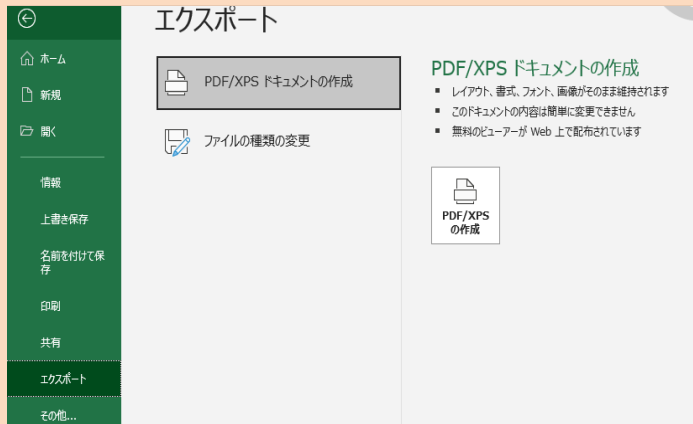 エクスポート
ホーム
新規
開く
情報
上書き保存
名前を付けて保
存
印刷
共有
エクスポート
その他...
PDF/XPS ドキュメントの作成
ファイルの種類の変更
PDF/XPS ドキュメントの作成
▪ レイアウト、書式、フォント、画像がそのまま維持されます
▪ このドキュメントの内容は簡単に変更できません
▪ 無料のビューアーが Web 上で配布されています
PDF/XPS
の作成